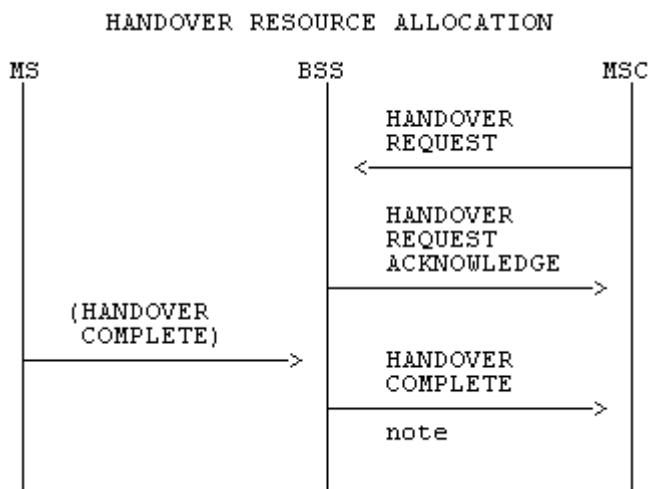 HANDOVER RESOURCE ALLOCATION
MS BSS MSC
HANDOVER
REQUEST
HANDOVER
REQUEST
ACKNOWLEDGE
(HANDOVER
COMPLETE)
HANDOVER
COMPLETE
note